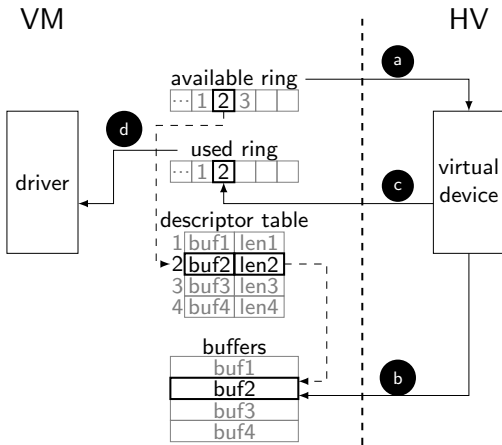 VM HV
a
available ring
... 1 2 3
d
used ring
1 2
c
driver
virtual
device
descriptor table
1 buf1 len1
2 buf2 len2
3 buf3 len3
4 buf4 len4
buffers
buf1
b
buf2
buf3
buf4